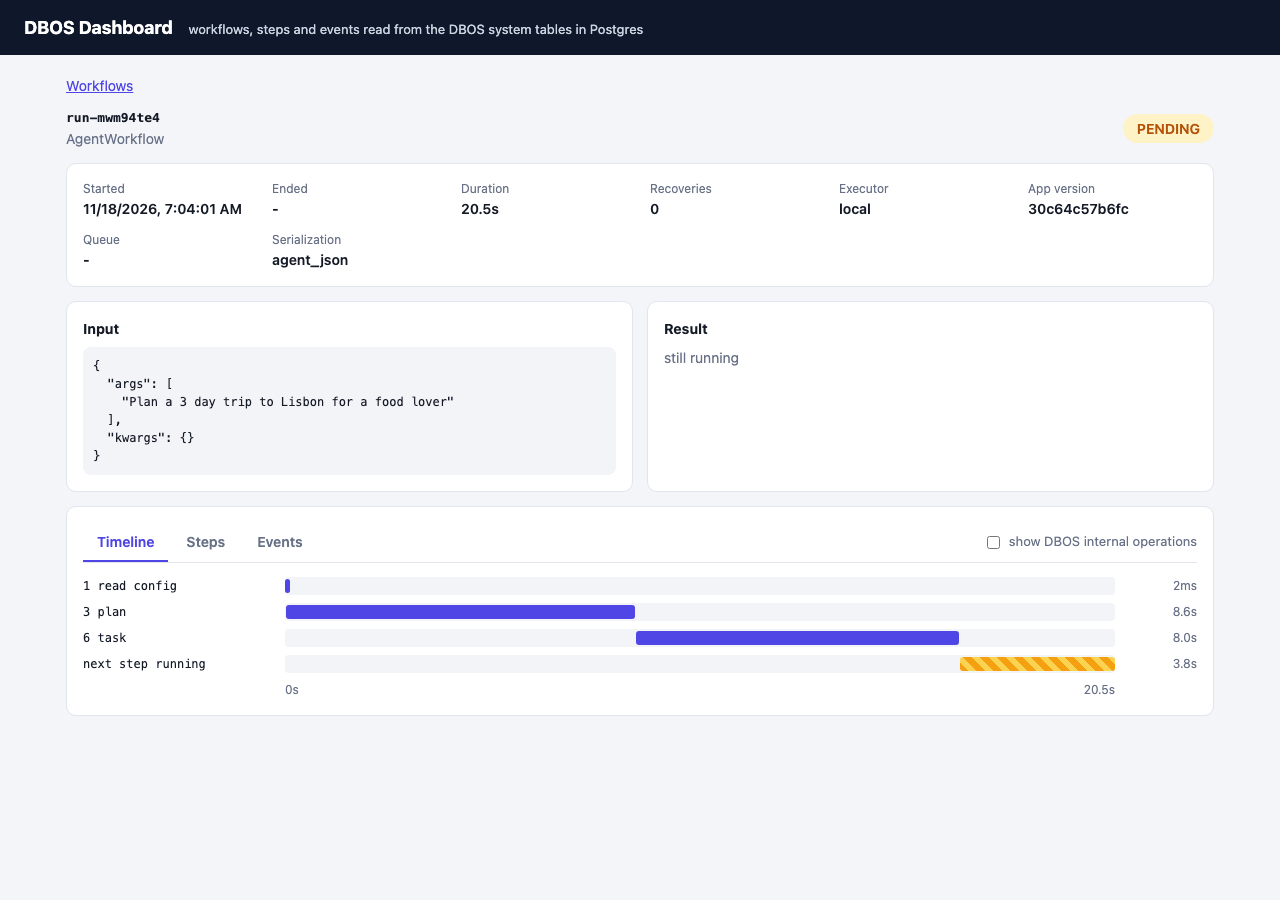 DBOS Dashboard workflows, steps and events read from the DBOS system tables in Postgres
Workflows
run-mwm94te4
AgentWorkflow
PENDING
Started Ended Duration Recoveries Executor App version
11/18/2026, 7:04:01 AM - 20.5s 0 local 30c64c57b6fc
Queue Serialization
- agent_json
Input
{
  "args": [
    "Plan a 3 day trip to Lisbon for a food lover"
  ],
  "kwargs": {}
}
Result
still running
Timeline Steps Events show DBOS internal operations
1 read config 2ms
3 plan 8.6s
6 task 8.0s
next step running 3.8s
0s 20.5s